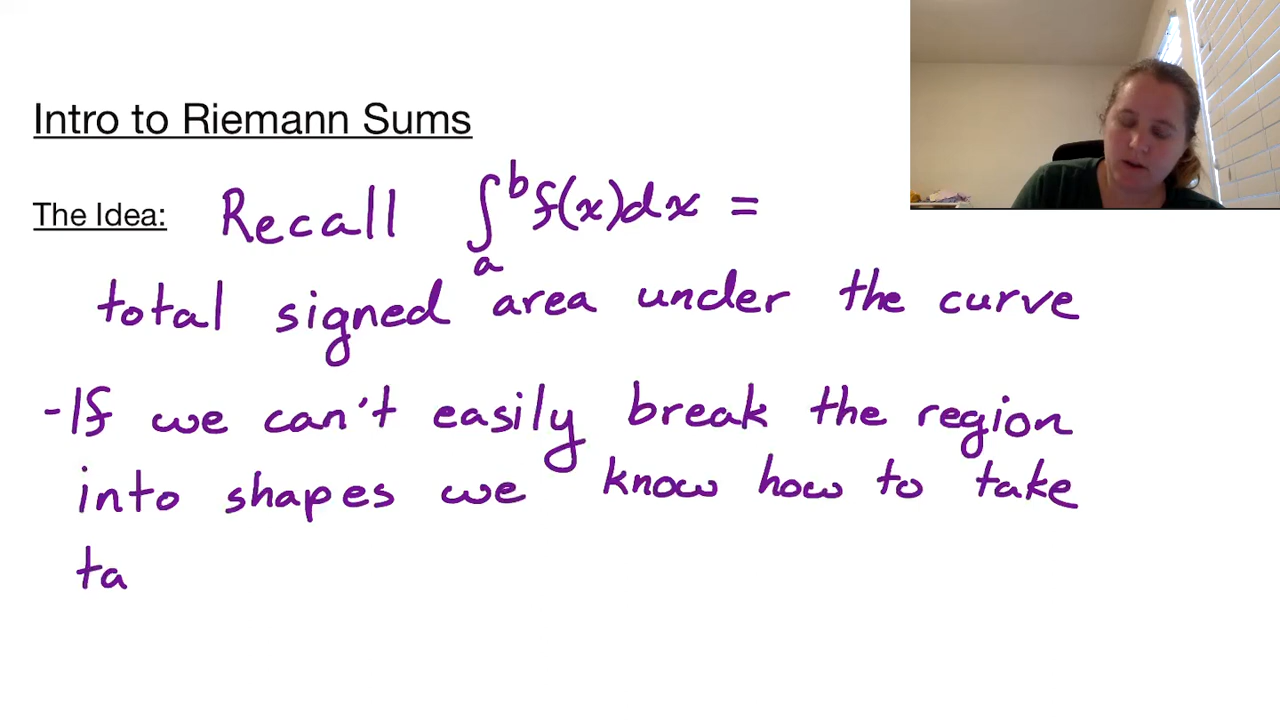 Intro to Riemann Sums
The Idea: Recall ∫_a^b f(x)dx =
total signed area under the curve
-If we can't easily break the region
into shapes we know how to take
ta